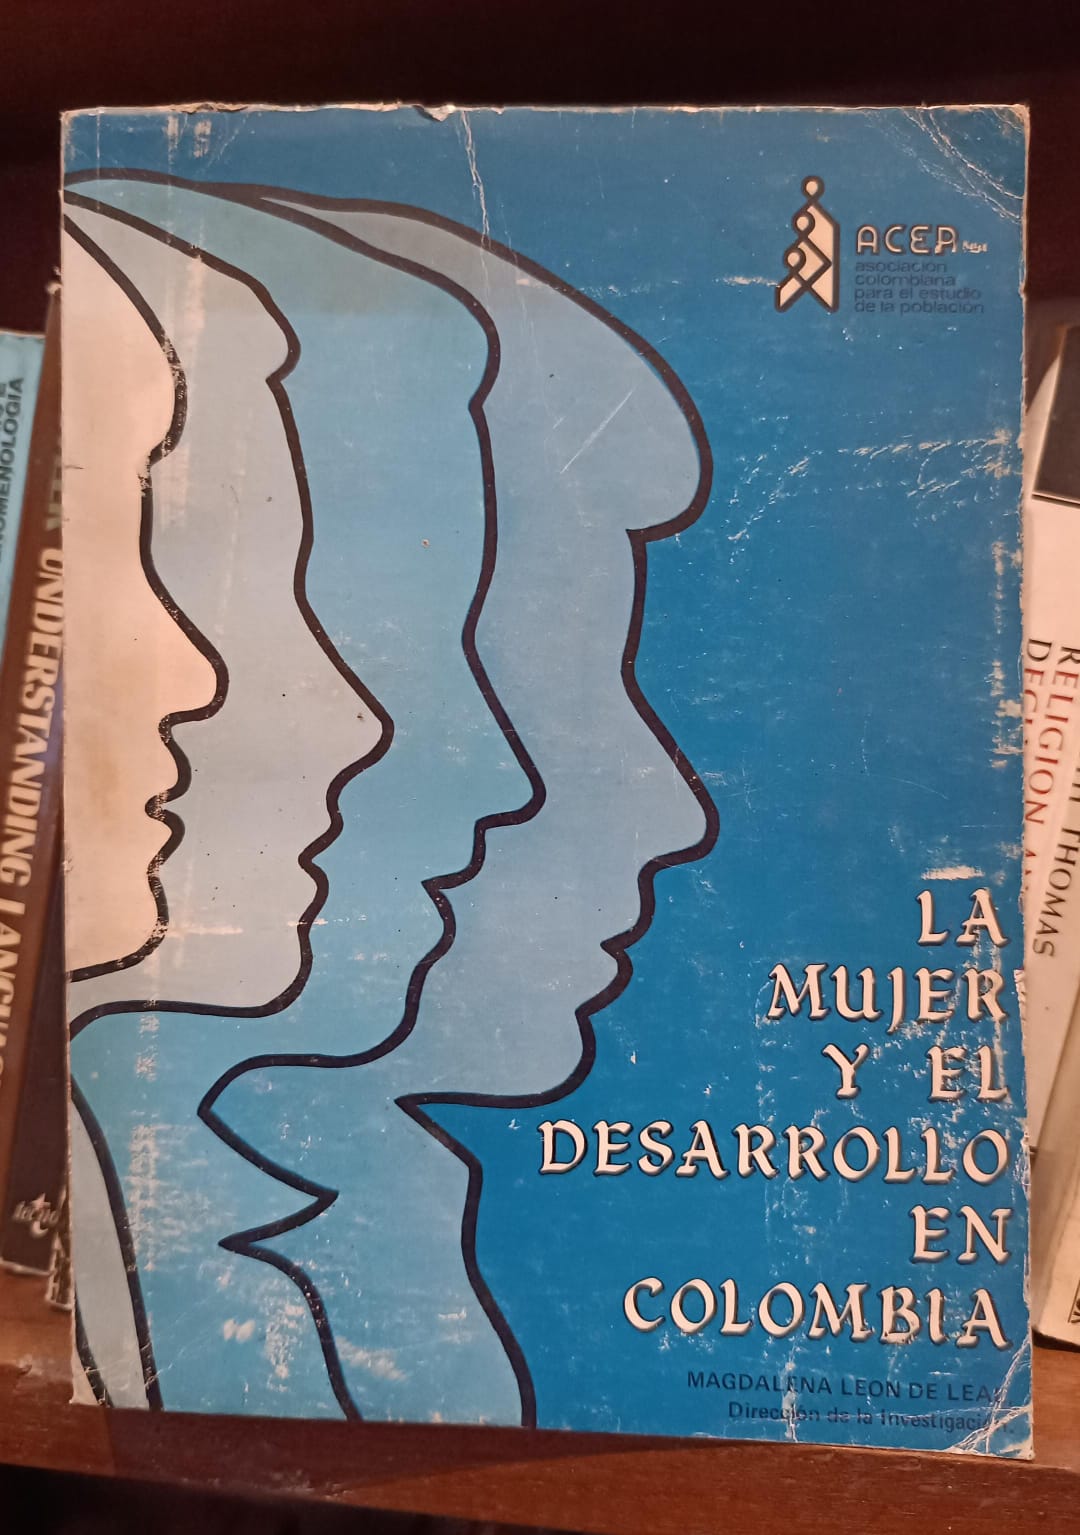 ACEP
asociación
colombiana
para el estudio
de la población
LA
MUJER
Y EL
DESARROLLO
EN
COLOMBIA
MAGDALENA LEON DE LEAL
Dirección de la Investigación.
UNDERSTANDING
THOMAS
RELIGION